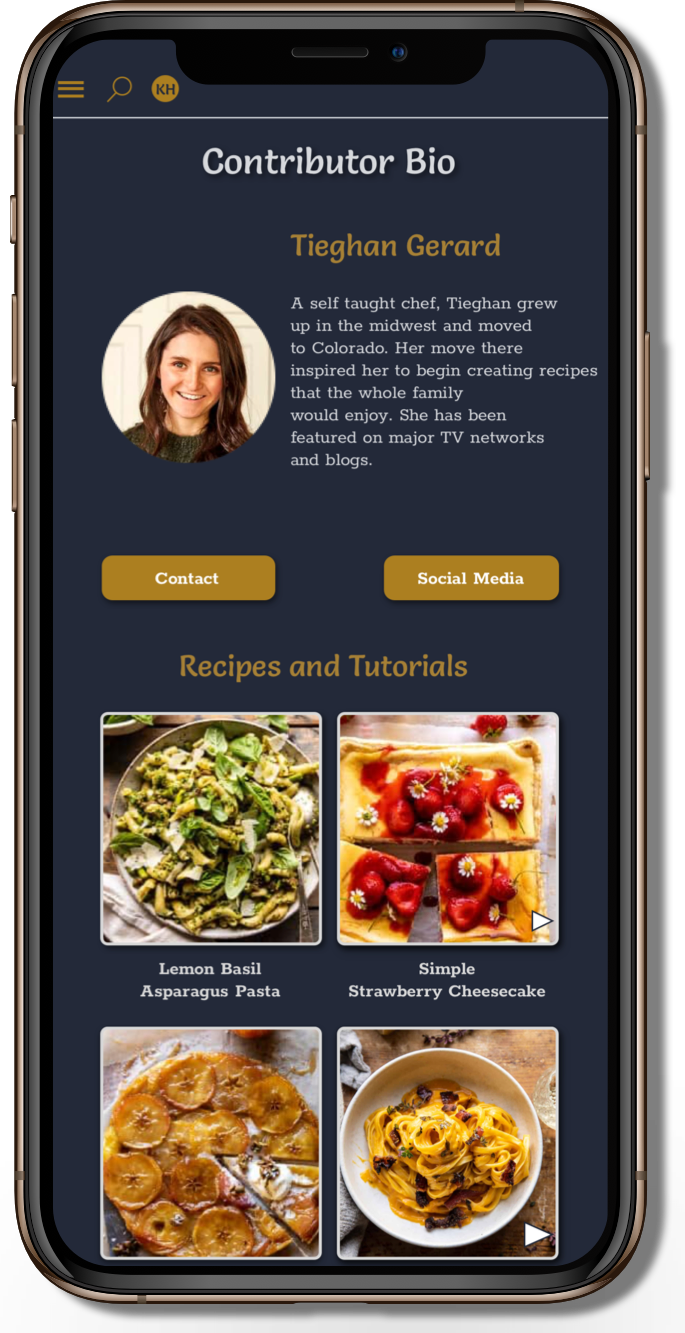 KH
Contributor Bio
Tieghan Gerard
A self taught chef, Tieghan grew
up in the midwest and moved
to Colorado. Her move there
inspired her to begin creating recipes
that the whole family
would enjoy. She has been
featured on major TV networks
and blogs.
Contact
Social Media
Recipes and Tutorials
Lemon Basil
Asparagus Pasta
Simple
Strawberry Cheesecake